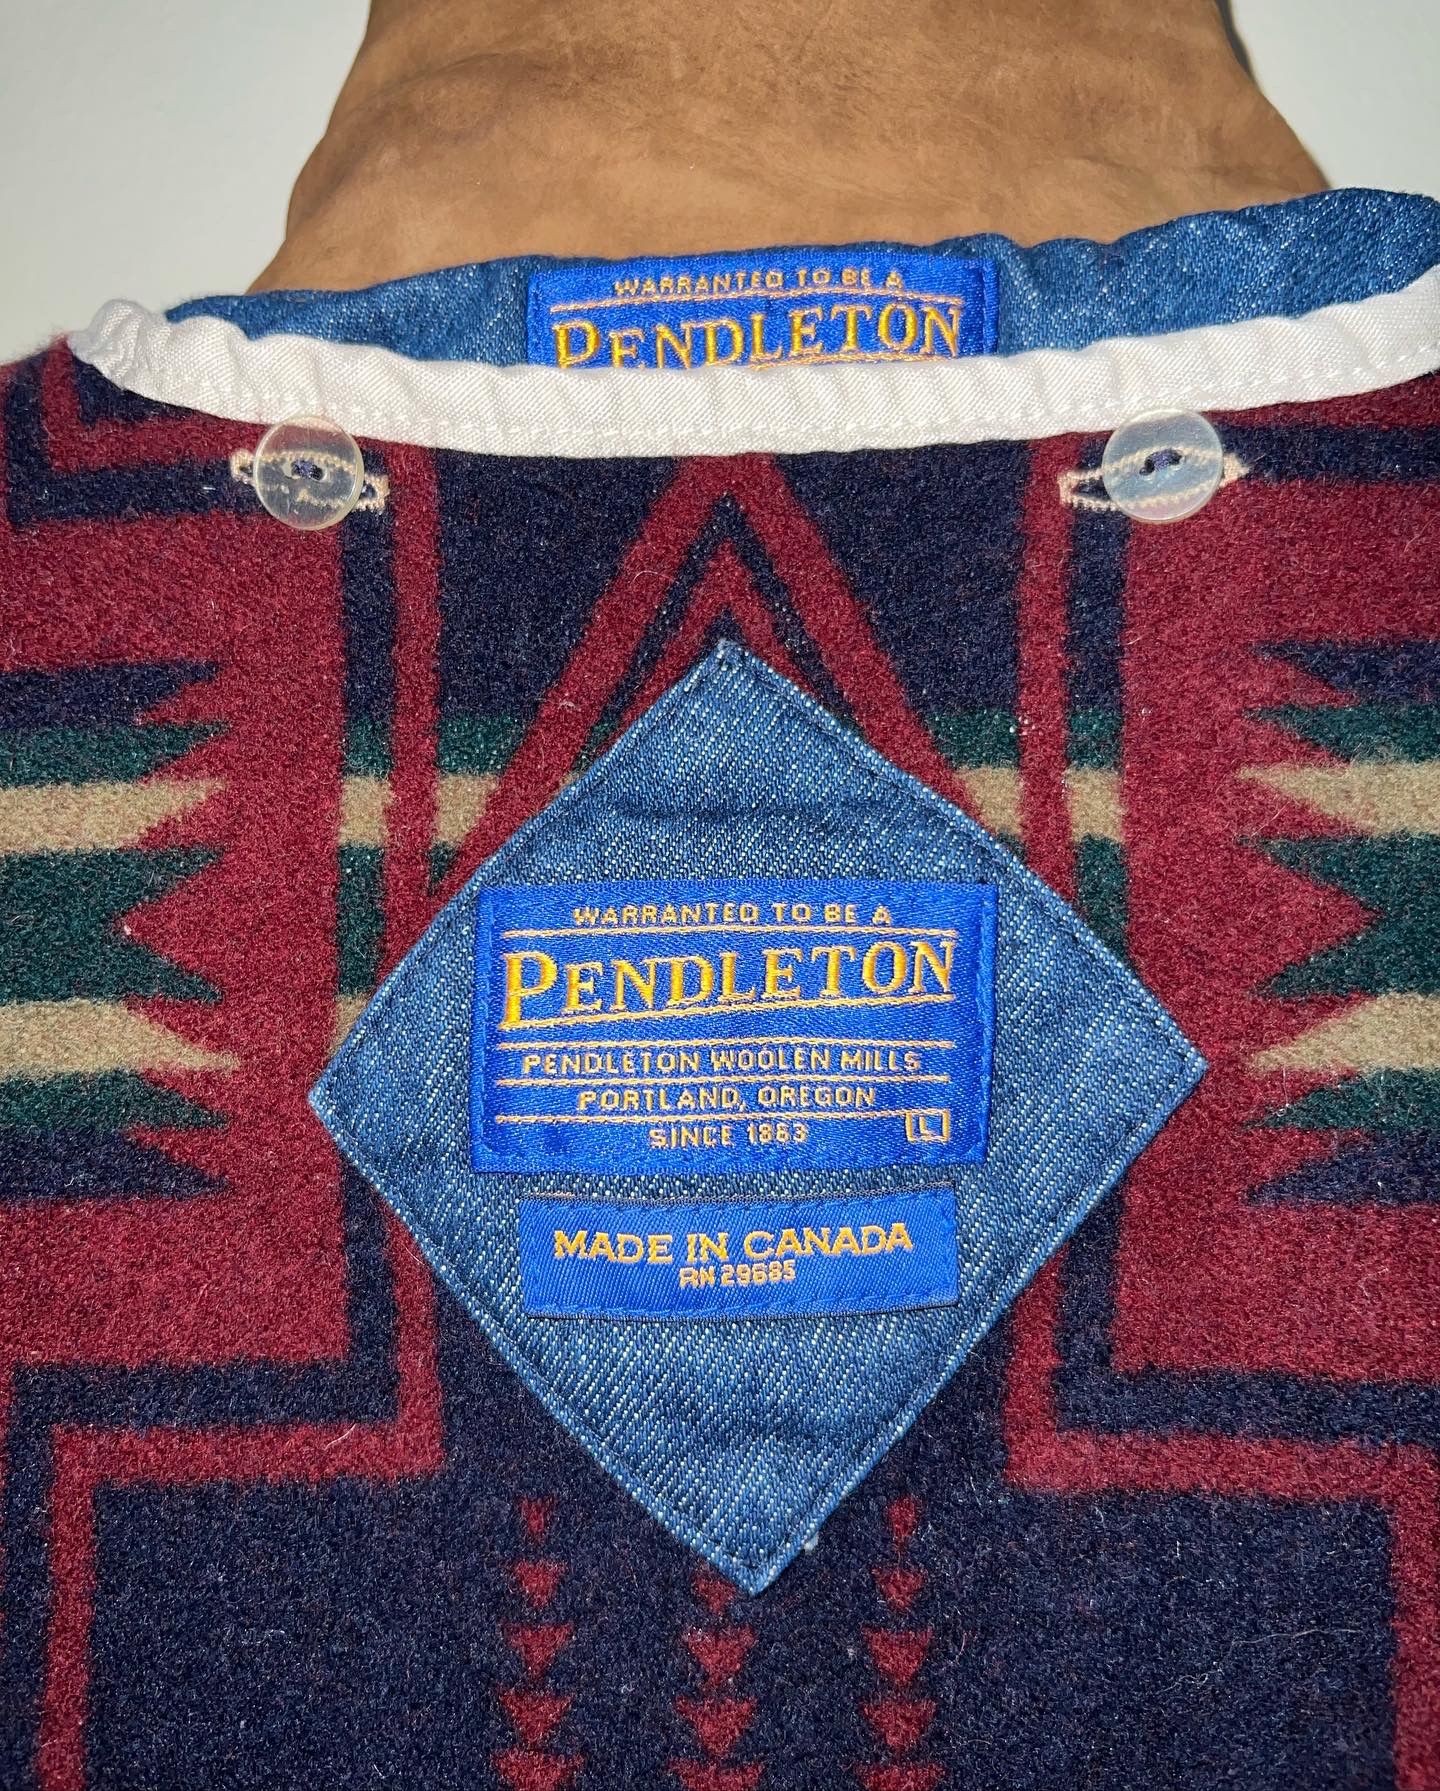 WARRANTED TO BE A
PENDLETON
WARRANTED TO BE A
PENDLETON
PENDLETON WOOLEN MILLS
PORTLAND, OREGON
SINCE 1863
L
MADE IN CANADA
RN 29685